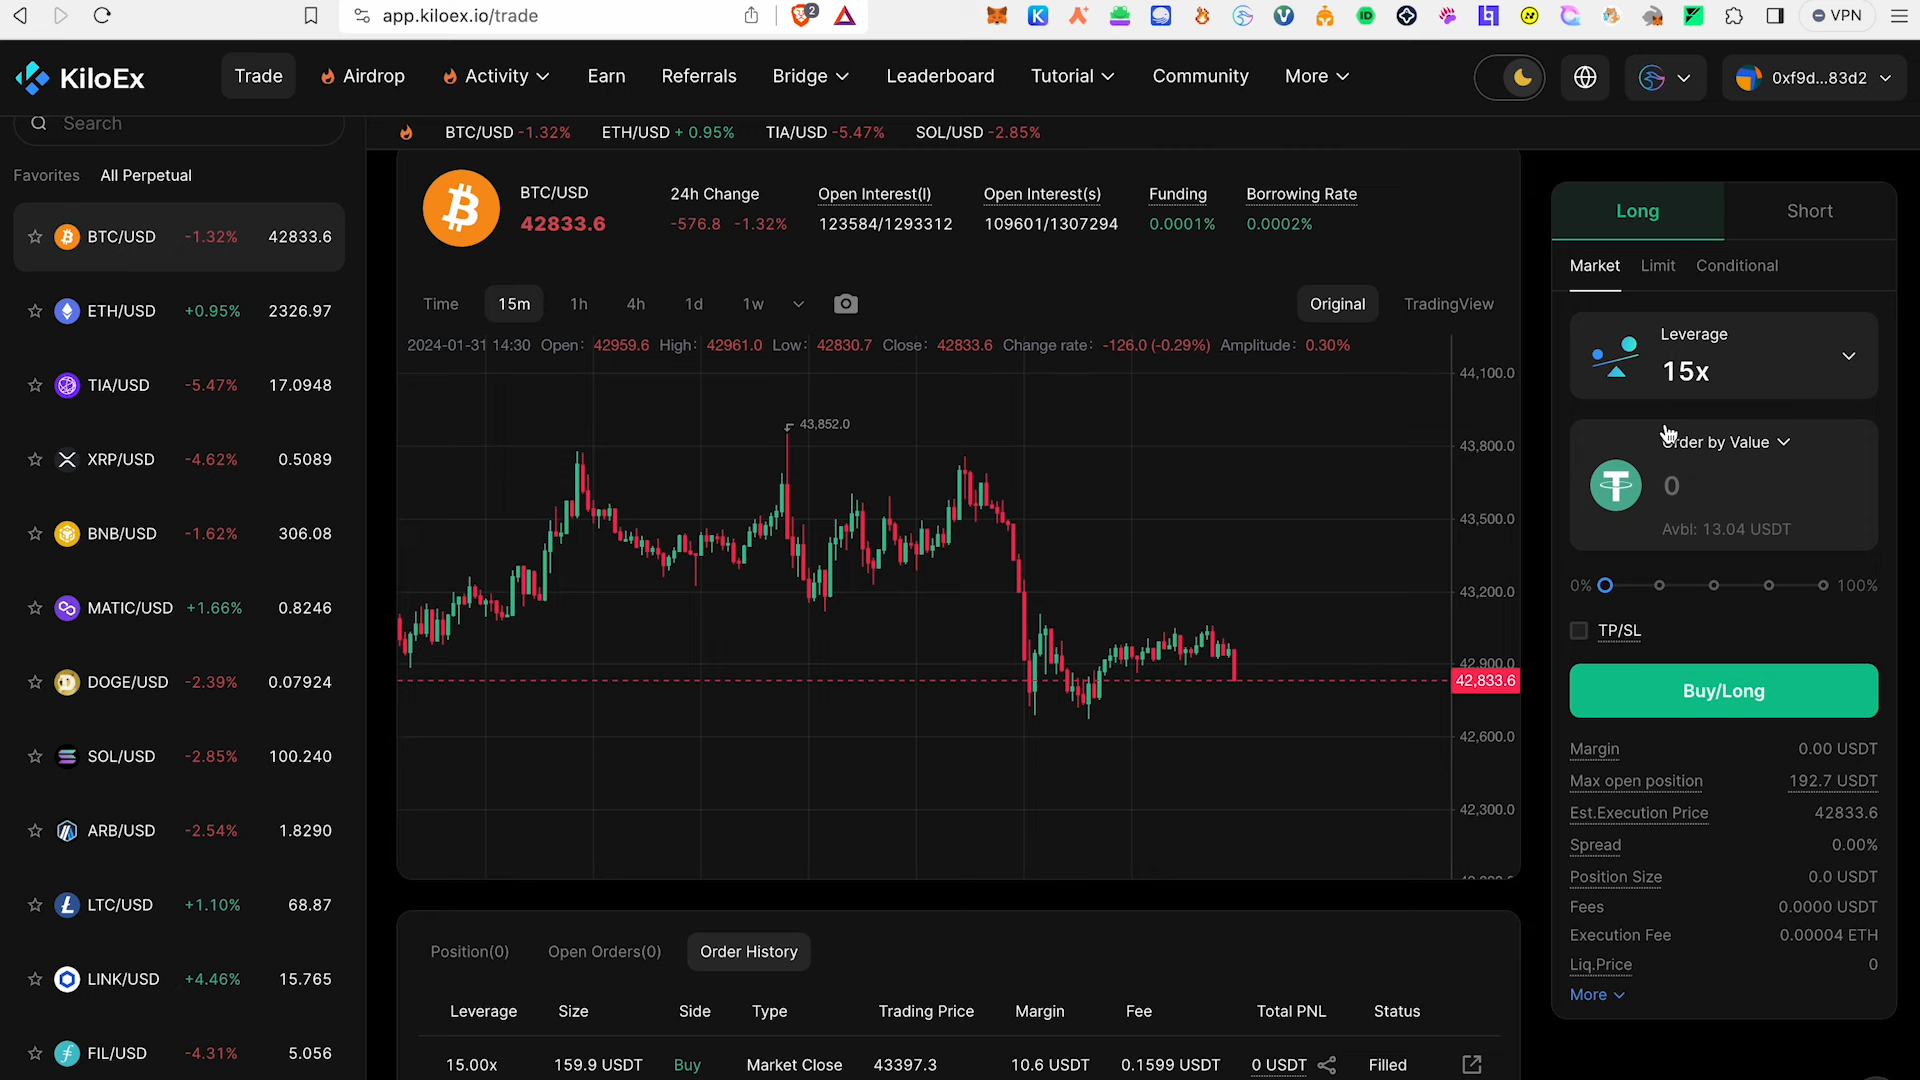 app.kiloex.io/trade
2
ID
VPN
KiloEx
Trade
Airdrop
Activity
Earn
Referrals
Bridge
Leaderboard
Tutorial
Community
More
0xf9d...83d2
Search
BTC/USD -1.32%
ETH/USD + 0.95%
TIA/USD -5.47%
SOL/USD -2.85%
Favorites
All Perpetual
BTC/USD -1.32% 42833.6
ETH/USD +0.95% 2326.97
TIA/USD -5.47% 17.0948
XRP/USD -4.62% 0.5089
BNB/USD -1.62% 306.08
MATIC/USD +1.66% 0.8246
DOGE/USD -2.39% 0.07924
SOL/USD -2.85% 100.240
ARB/USD -2.54% 1.8290
LTC/USD +1.10% 68.87
LINK/USD +4.46% 15.765
FIL/USD -4.31% 5.056
BTC/USD
42833.6
24h Change
-576.8 -1.32%
Open Interest(l)
123584/1293312
Open Interest(s)
109601/1307294
Funding
0.0001%
Borrowing Rate
0.0002%
Time 15m 1h 4h 1d 1w
Original
TradingView
2024-01-31 14:30 Open: 42959.6 High: 42961.0 Low: 42830.7 Close: 42833.6 Change rate: -126.0 (-0.29%) Amplitude: 0.30%
43,852.0
44,100.0
43,800.0
43,500.0
43,200.0
42,900.0
42,833.6
42,600.0
42,300.0
Position(0)
Open Orders(0)
Order History
Leverage Size Side Type Trading Price Margin Fee Total PNL Status
15.00x 159.9 USDT Buy Market Close 43397.3 10.6 USDT 0.1599 USDT 0 USDT Filled
Long
Short
Market
Limit
Conditional
Leverage
15x
Order by Value
0
Avbl: 13.04 USDT
0%
100%
TP/SL
Buy/Long
Margin 0.00 USDT
Max open position 192.7 USDT
Est.Execution Price 42833.6
Spread 0.00%
Position Size 0.0 USDT
Fees 0.0000 USDT
Execution Fee 0.00004 ETH
Liq.Price 0
More